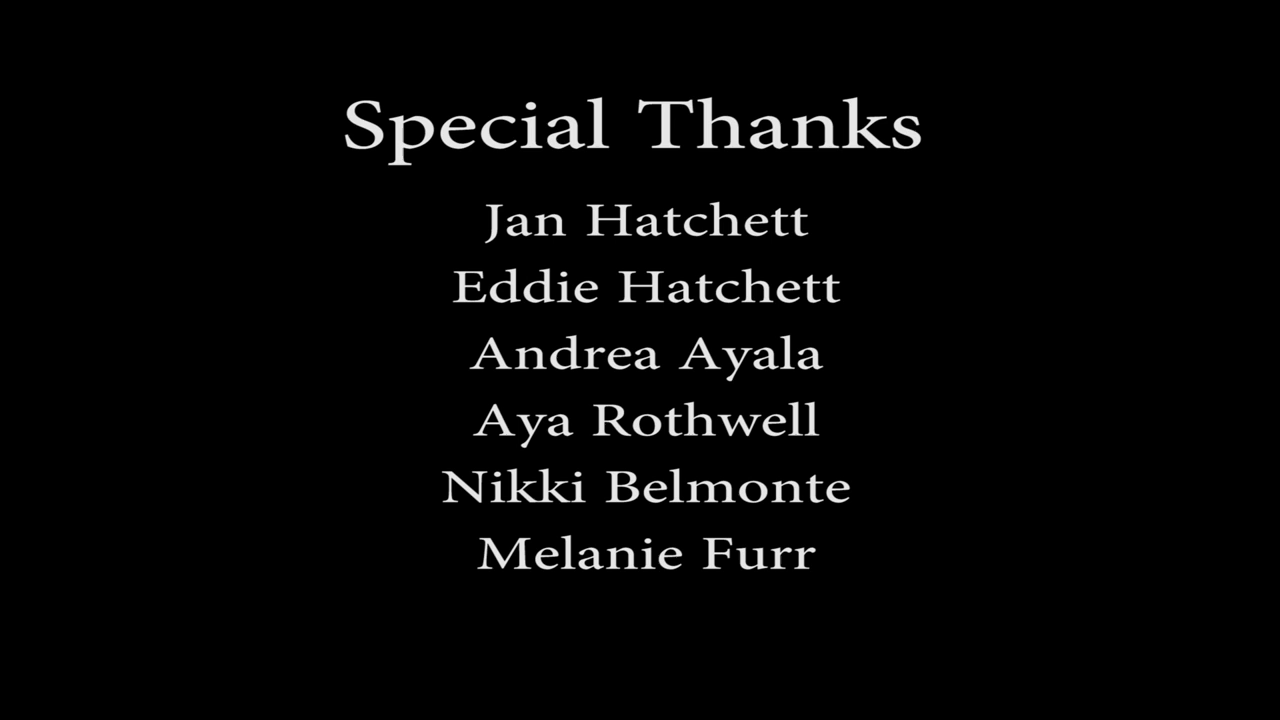 Special Thanks
Jan Hatchett
Eddie Hatchett
Andrea Ayala
Aya Rothwell
Nikki Belmonte
Melanie Furr